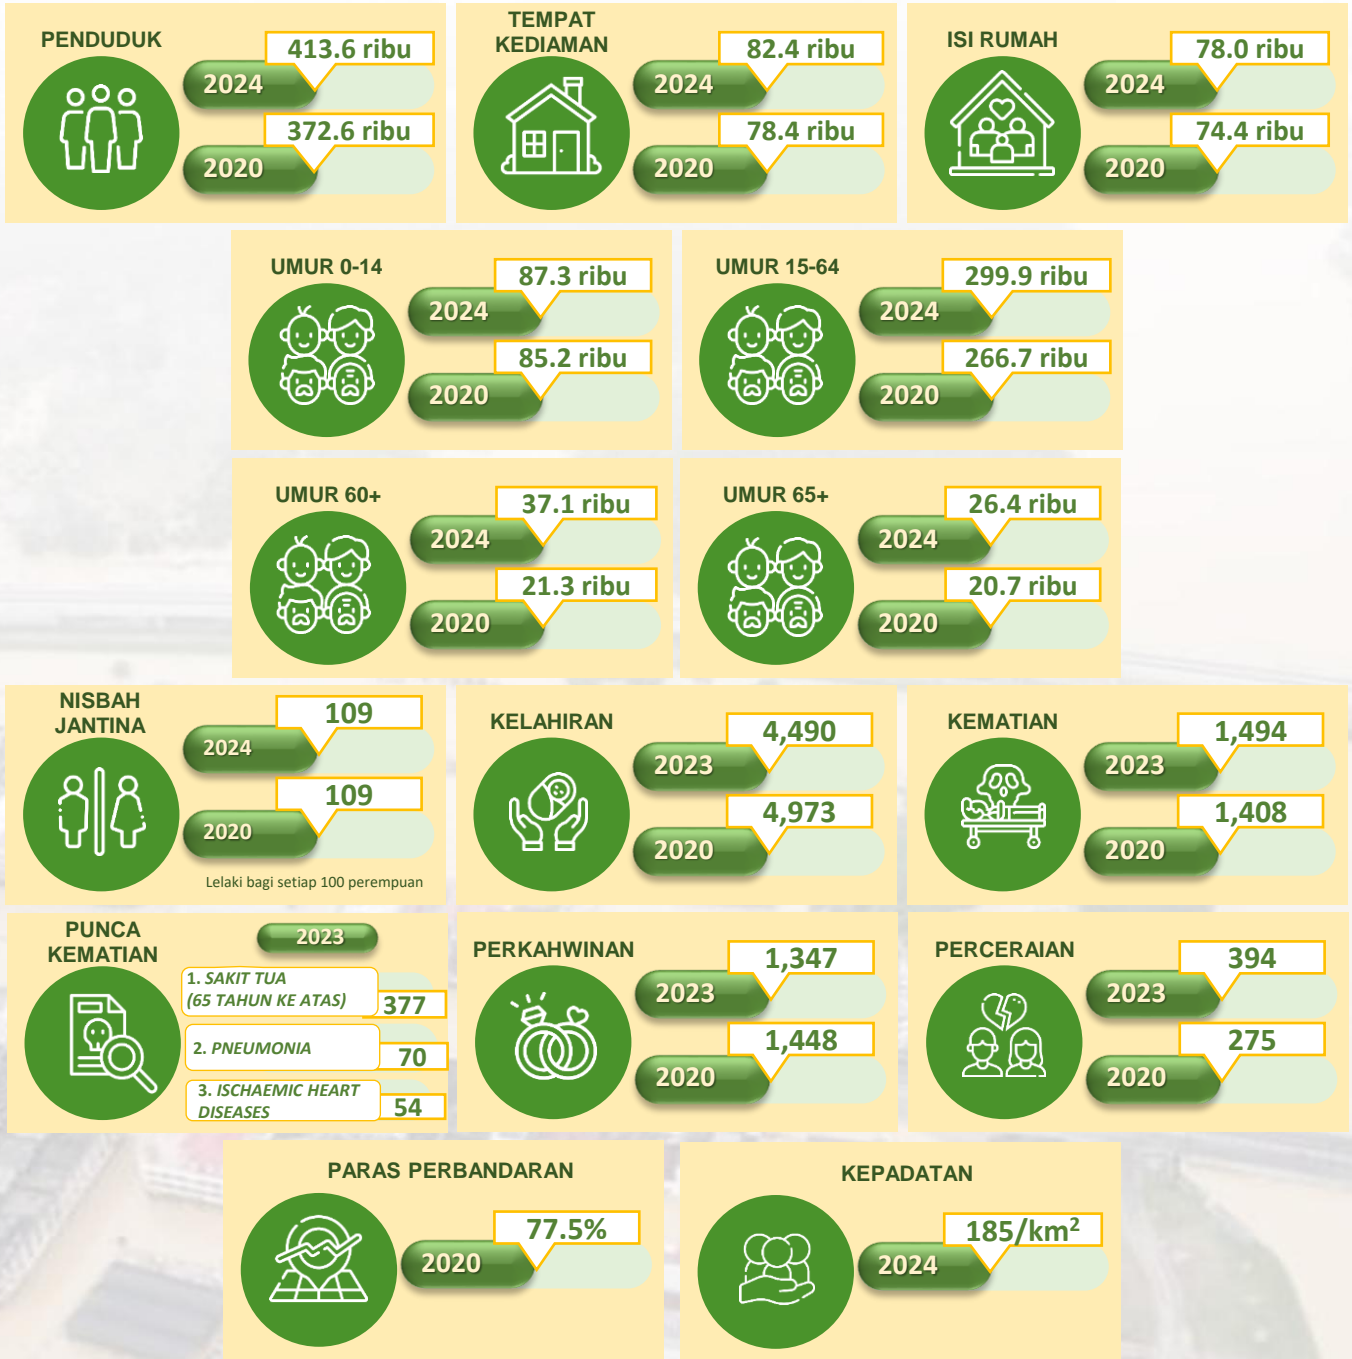 PENDUDUK
413.6 ribu
2024
372.6 ribu
2020
TEMPAT
KEDIAMAN
82.4 ribu
2024
78.4 ribu
2020
ISI RUMAH
78.0 ribu
2024
74.4 ribu
2020
UMUR 0-14
87.3 ribu
2024
85.2 ribu
2020
UMUR 15-64
299.9 ribu
2024
266.7 ribu
2020
UMUR 60+
37.1 ribu
2024
21.3 ribu
2020
UMUR 65+
26.4 ribu
2024
20.7 ribu
2020
NISBAH
JANTINA
109
2024
109
2020
Lelaki bagi setiap 100 perempuan
KELAHIRAN
4,490
2023
4,973
2020
KEMATIAN
1,494
2023
1,408
2020
PUNCA
KEMATIAN
2023
1. SAKIT TUA
(65 TAHUN KE ATAS)
377
2. PNEUMONIA
70
3. ISCHAEMIC HEART
DISEASES
54
PERKAHWINAN
1,347
2023
1,448
2020
PERCERAIAN
394
2023
275
2020
PARAS PERBANDARAN
77.5%
2020
KEPADATAN
185/km²
2024